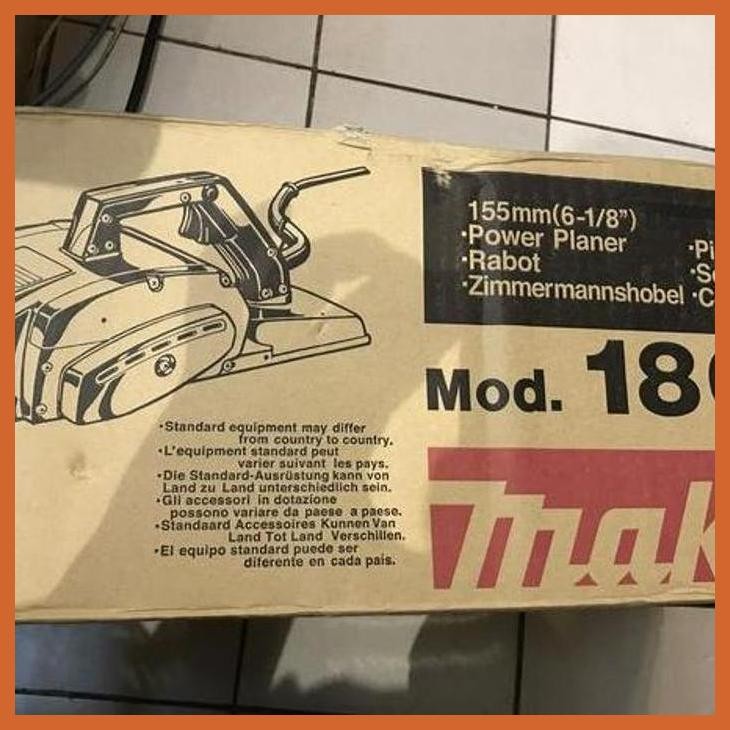 155mm(6-1/8")
·Power Planer
·Rabot
·Zimmermannshobel
Mod. 18
Mak
·Standard equipment may differ
from country to country.
·L'equipment standard peut
varier suivant les pays.
·Die Standard-Ausrüstung kann von
Land zu Land unterschiedlich sein.
·Gli accessori in dotazione
possono variare da paese a paese.
·Standaard Accessoires Kunnen Van
Land Tot Land Verschillen.
·El equipo standard puede ser
diferente en cada pais.